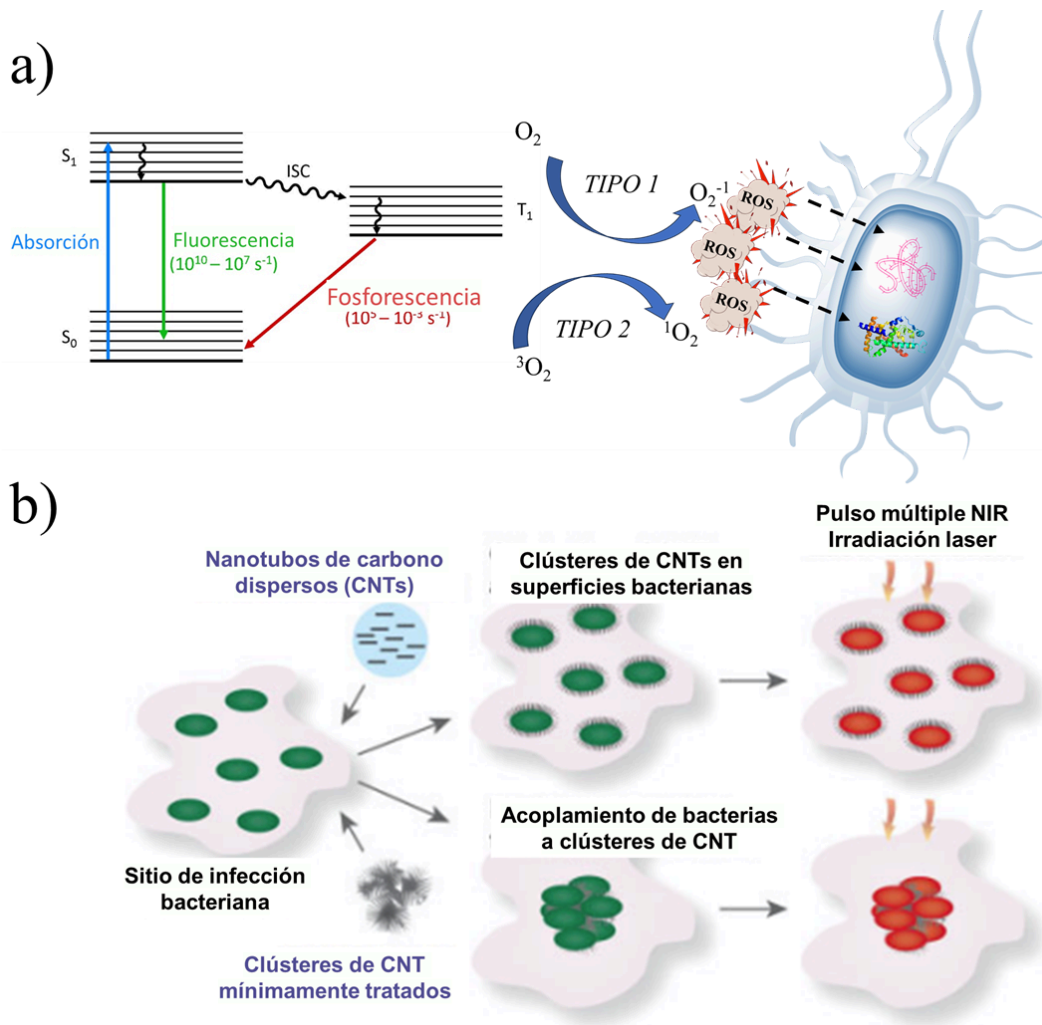 a)
S₁
ISC
T₁
Absorción
Fluorescencia
(10¹⁰ – 10⁷ s⁻¹)
Fosforescencia
(10⁵ – 10⁻³ s⁻¹)
S₀
O₂
TIPO 1
O₂⁻¹
ROS
ROS
ROS
TIPO 2
¹O₂
³O₂
b)
Nanotubos de carbono
dispersos (CNTs)
Clústeres de CNTs en
superficies bacterianas
Pulso múltiple NIR
Irradiación laser
Sitio de infección
bacteriana
Acoplamiento de bacterias
a clústeres de CNT
Clústeres de CNT
mínimamente tratados